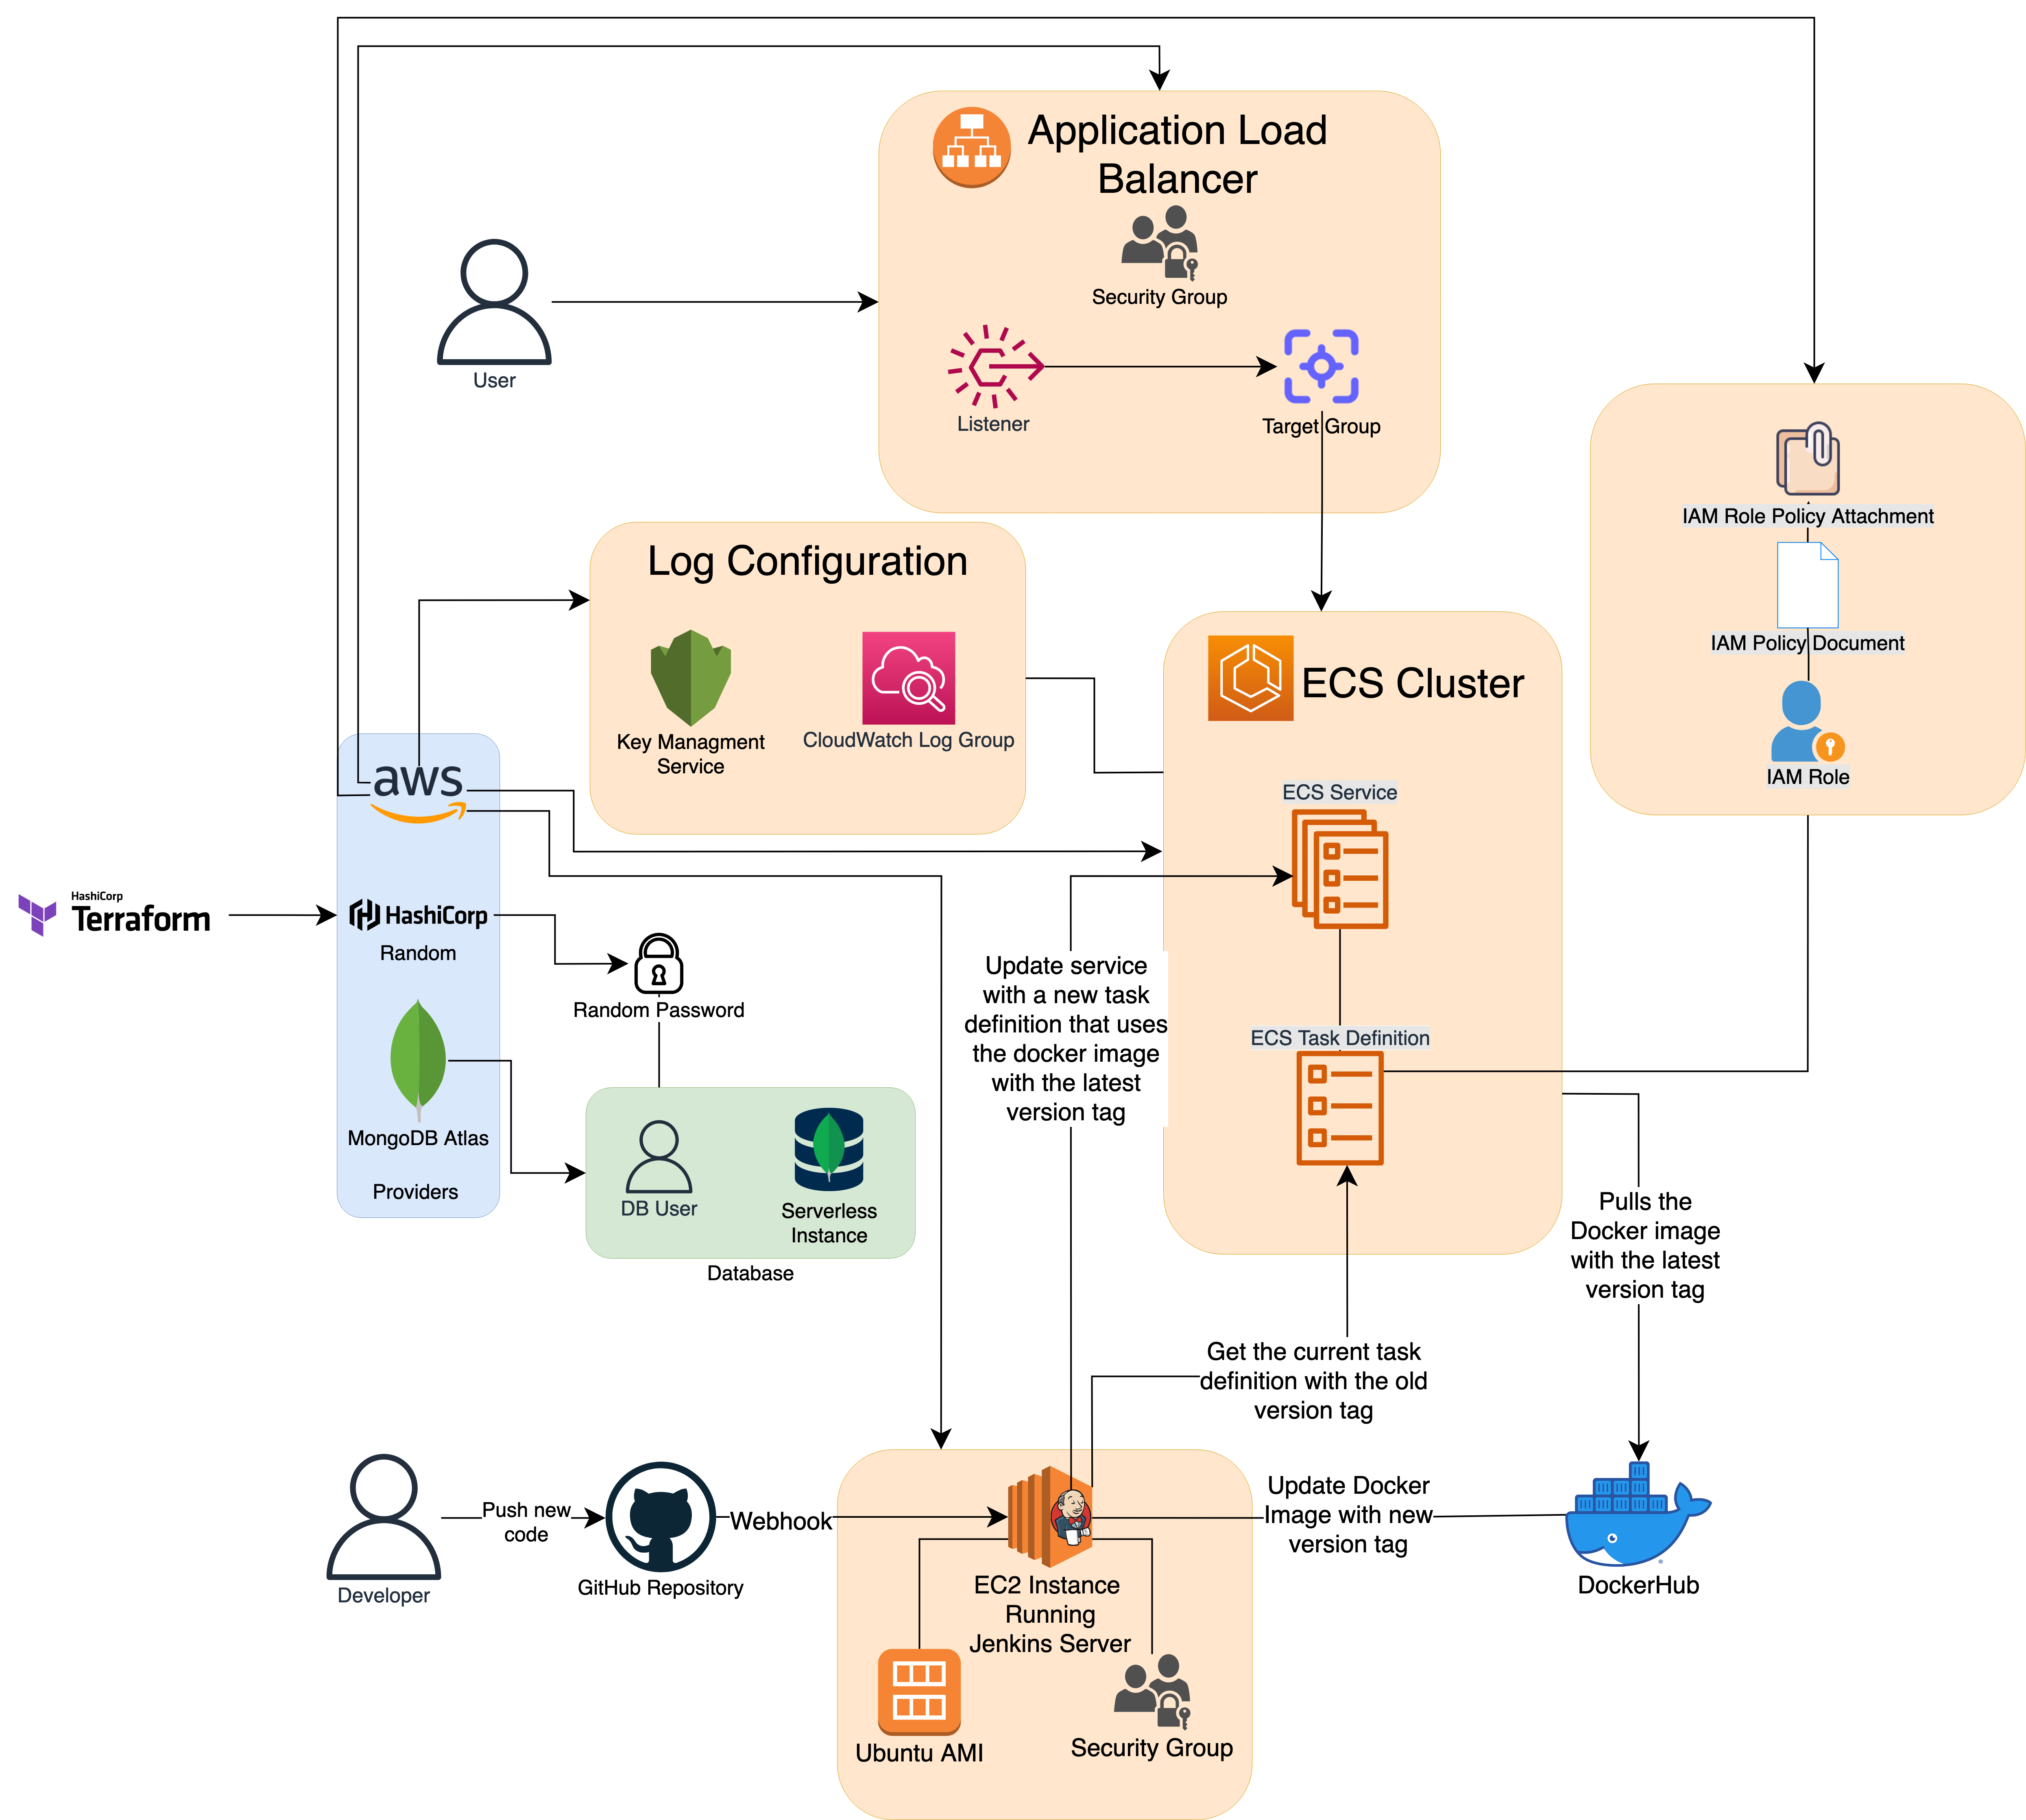 Application Load
Balancer
Security Group
User
Listener
Target Group
IAM Role Policy Attachment
IAM Policy Document
IAM Role
Log Configuration
Key Managment
Service
CloudWatch Log Group
ECS Cluster
ECS Service
ECS Task Definition
aws
HashiCorp
Terraform
HashiCorp
Random
MongoDB Atlas
Providers
Random Password
DB User
Serverless
Instance
Database
Update service
with a new task
definition that uses
the docker image
with the latest
version tag
Pulls the
Docker image
with the latest
version tag
Get the current task
definition with the old
version tag
Developer
Push new
code
GitHub Repository
Webhook
EC2 Instance
Running
Jenkins Server
Ubuntu AMI
Security Group
Update Docker
Image with new
version tag
DockerHub